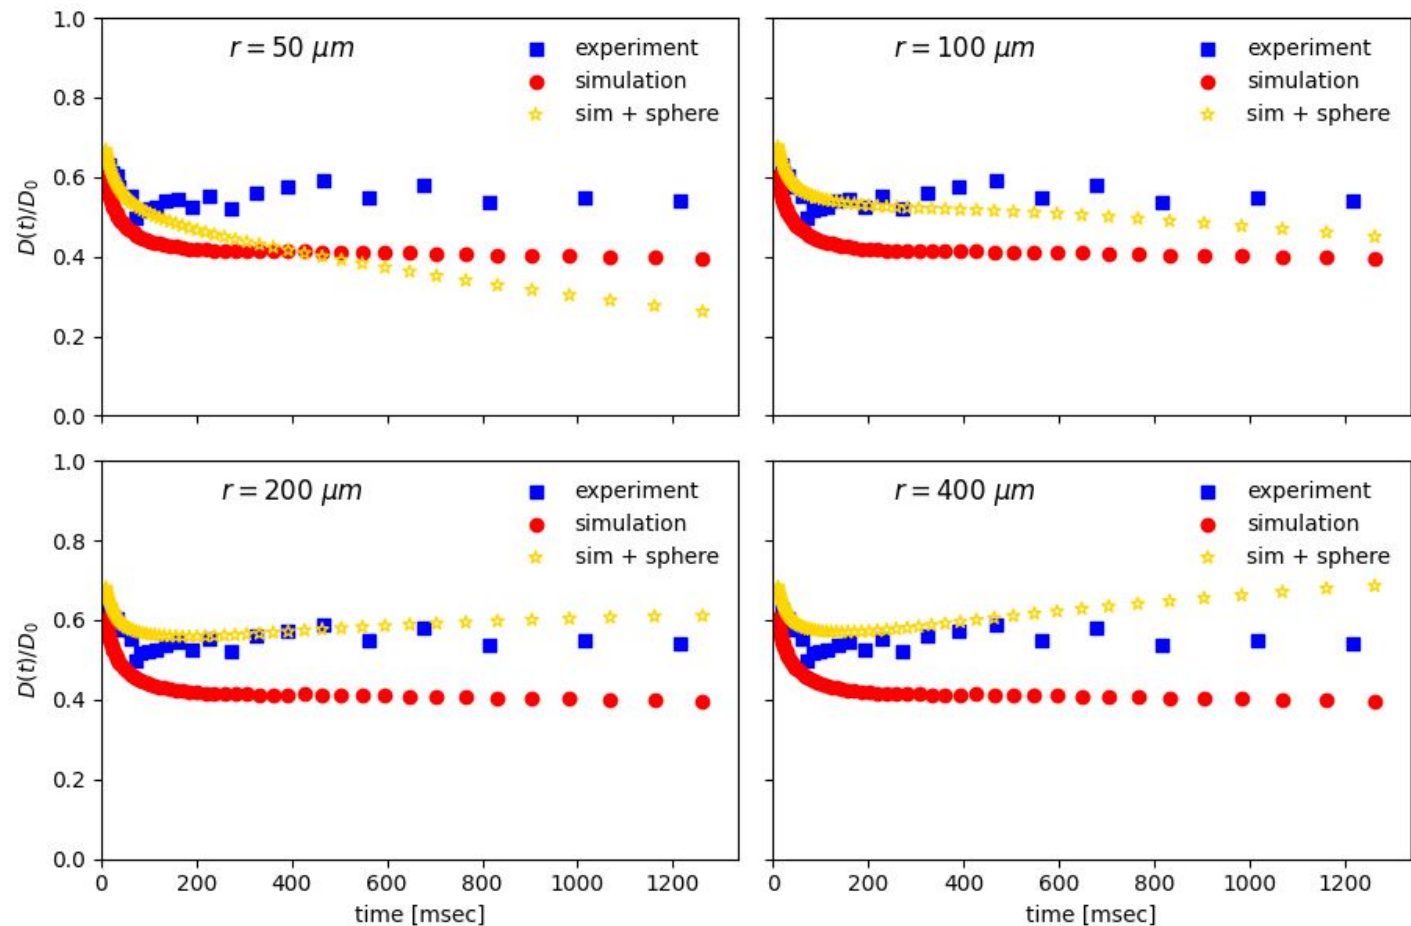 r = 50 μm
experiment
simulation
sim + sphere
1.0
0.8
0.6
0.4
0.2
0.0
D(t)/D₀
r = 100 μm
experiment
simulation
sim + sphere
r = 200 μm
experiment
simulation
sim + sphere
1.0
0.8
0.6
0.4
0.2
0.0
D(t)/D₀
0 200 400 600 800 1000 1200
time [msec]
r = 400 μm
experiment
simulation
sim + sphere
0 200 400 600 800 1000 1200
time [msec]